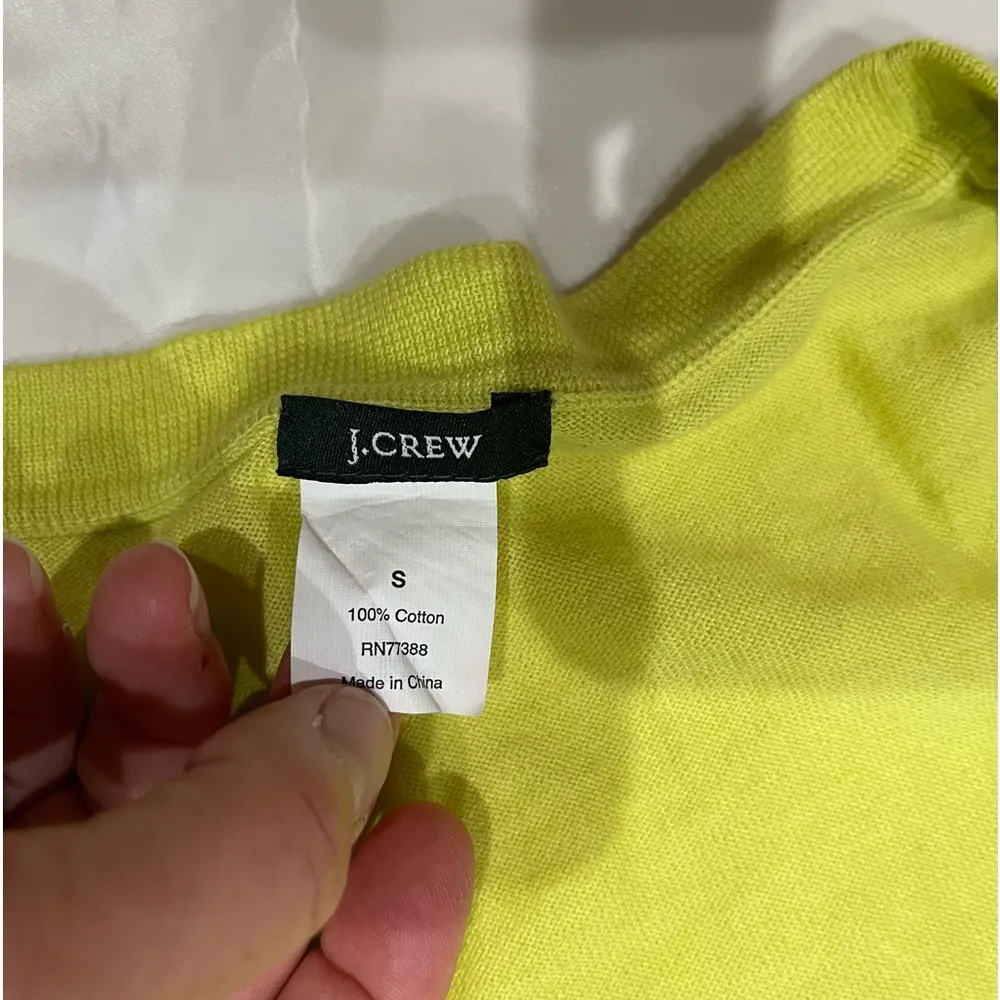 J.CREW
S
100% Cotton
RN77388
Made in China